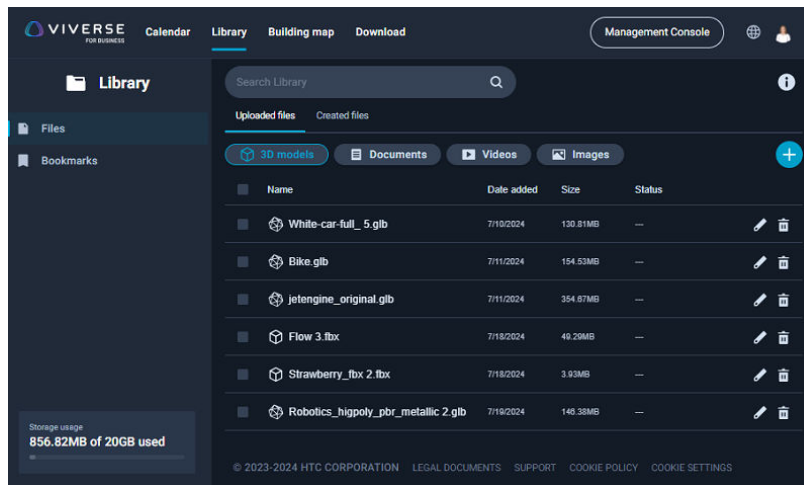 VIVERSE
FOR BUSINESS
Calendar Library Building map Download Management Console
Library
Search Library
Uploaded files Created files
Files
Bookmarks
3D models Documents Videos Images
Name Date added Size Status
White-car-full_ 5.glb 7/10/2024 130.81MB ---
Bike.glb 7/11/2024 154.53MB ---
jetengine_original.glb 7/11/2024 354.67MB ---
Flow 3.fbx 7/18/2024 49.29MB ---
Strawberry_fbx 2.fbx 7/18/2024 3.93MB ---
Robotics_higpoly_pbr_metallic 2.glb 7/19/2024 146.38MB ---
Storage usage
856.82MB of 20GB used
© 2023-2024 HTC CORPORATION LEGAL DOCUMENTS SUPPORT COOKIE POLICY COOKIE SETTINGS